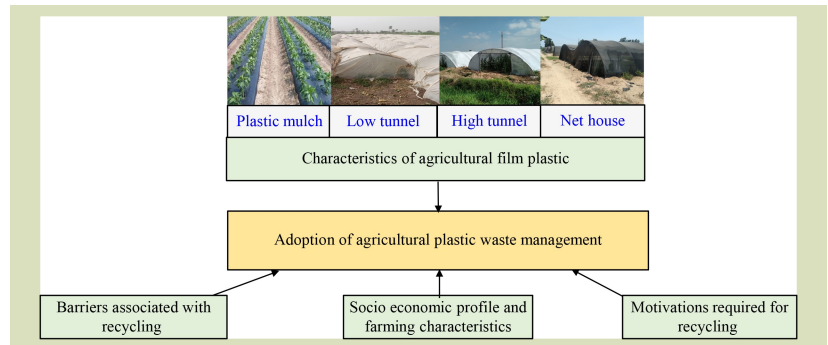 Plastic mulch
Low tunnel
High tunnel
Net house
Characteristics of agricultural film plastic
Adoption of agricultural plastic waste management
Barriers associated with
recycling
Socio economic profile and
farming characteristics
Motivations required for
recycling